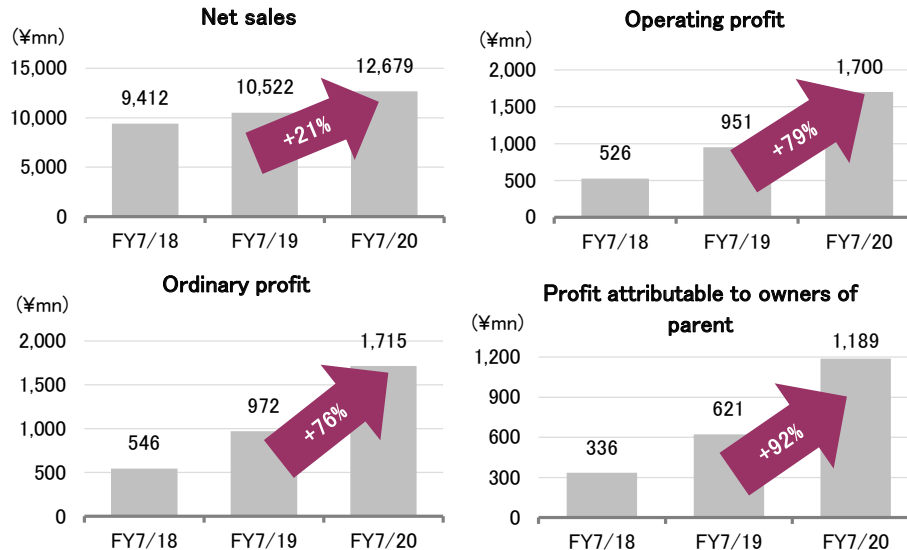 Net sales
(¥mn)
15,000
10,000
5,000
0
9,412
10,522
12,679
+21%
FY7/18 FY7/19 FY7/20
Operating profit
(¥mn)
2,000
1,500
1,000
500
0
526
951
1,700
+79%
FY7/18 FY7/19 FY7/20
Ordinary profit
(¥mn)
2,000
1,500
1,000
500
0
546
972
1,715
+76%
FY7/18 FY7/19 FY7/20
Profit attributable to owners of
parent
(¥mn)
1,200
900
600
300
0
336
621
1,189
+92%
FY7/18 FY7/19 FY7/20